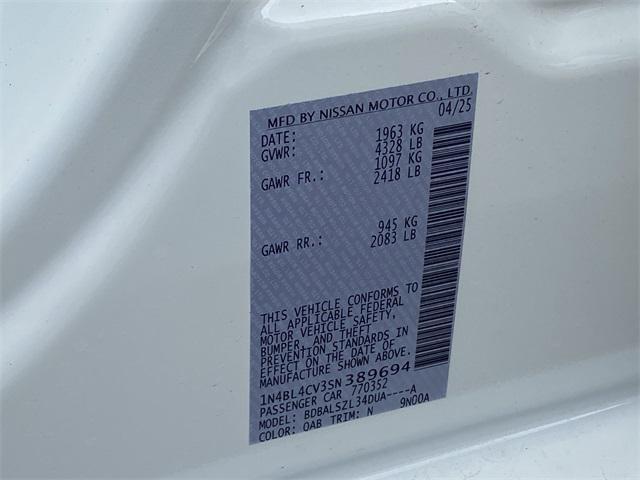 MFD BY NISSAN MOTOR CO., LTD.
DATE: 04/25
GVWR: 1963 KG
4328 LB
GAWR FR.: 1097 KG
2418 LB
GAWR RR.: 945 KG
2083 LB
THIS VEHICLE CONFORMS TO
ALL APPLICABLE FEDERAL
MOTOR VEHICLE SAFETY,
BUMPER, AND THEFT
PREVENTION STANDARDS IN
EFFECT ON THE DATE OF
MANUFACTURE SHOWN ABOVE.
1N4BL4CV3SN389694
PASSENGER CAR 770352
MODEL: BDBALSZL34DUA----A
COLOR: QAB TRIM: N 9N00A